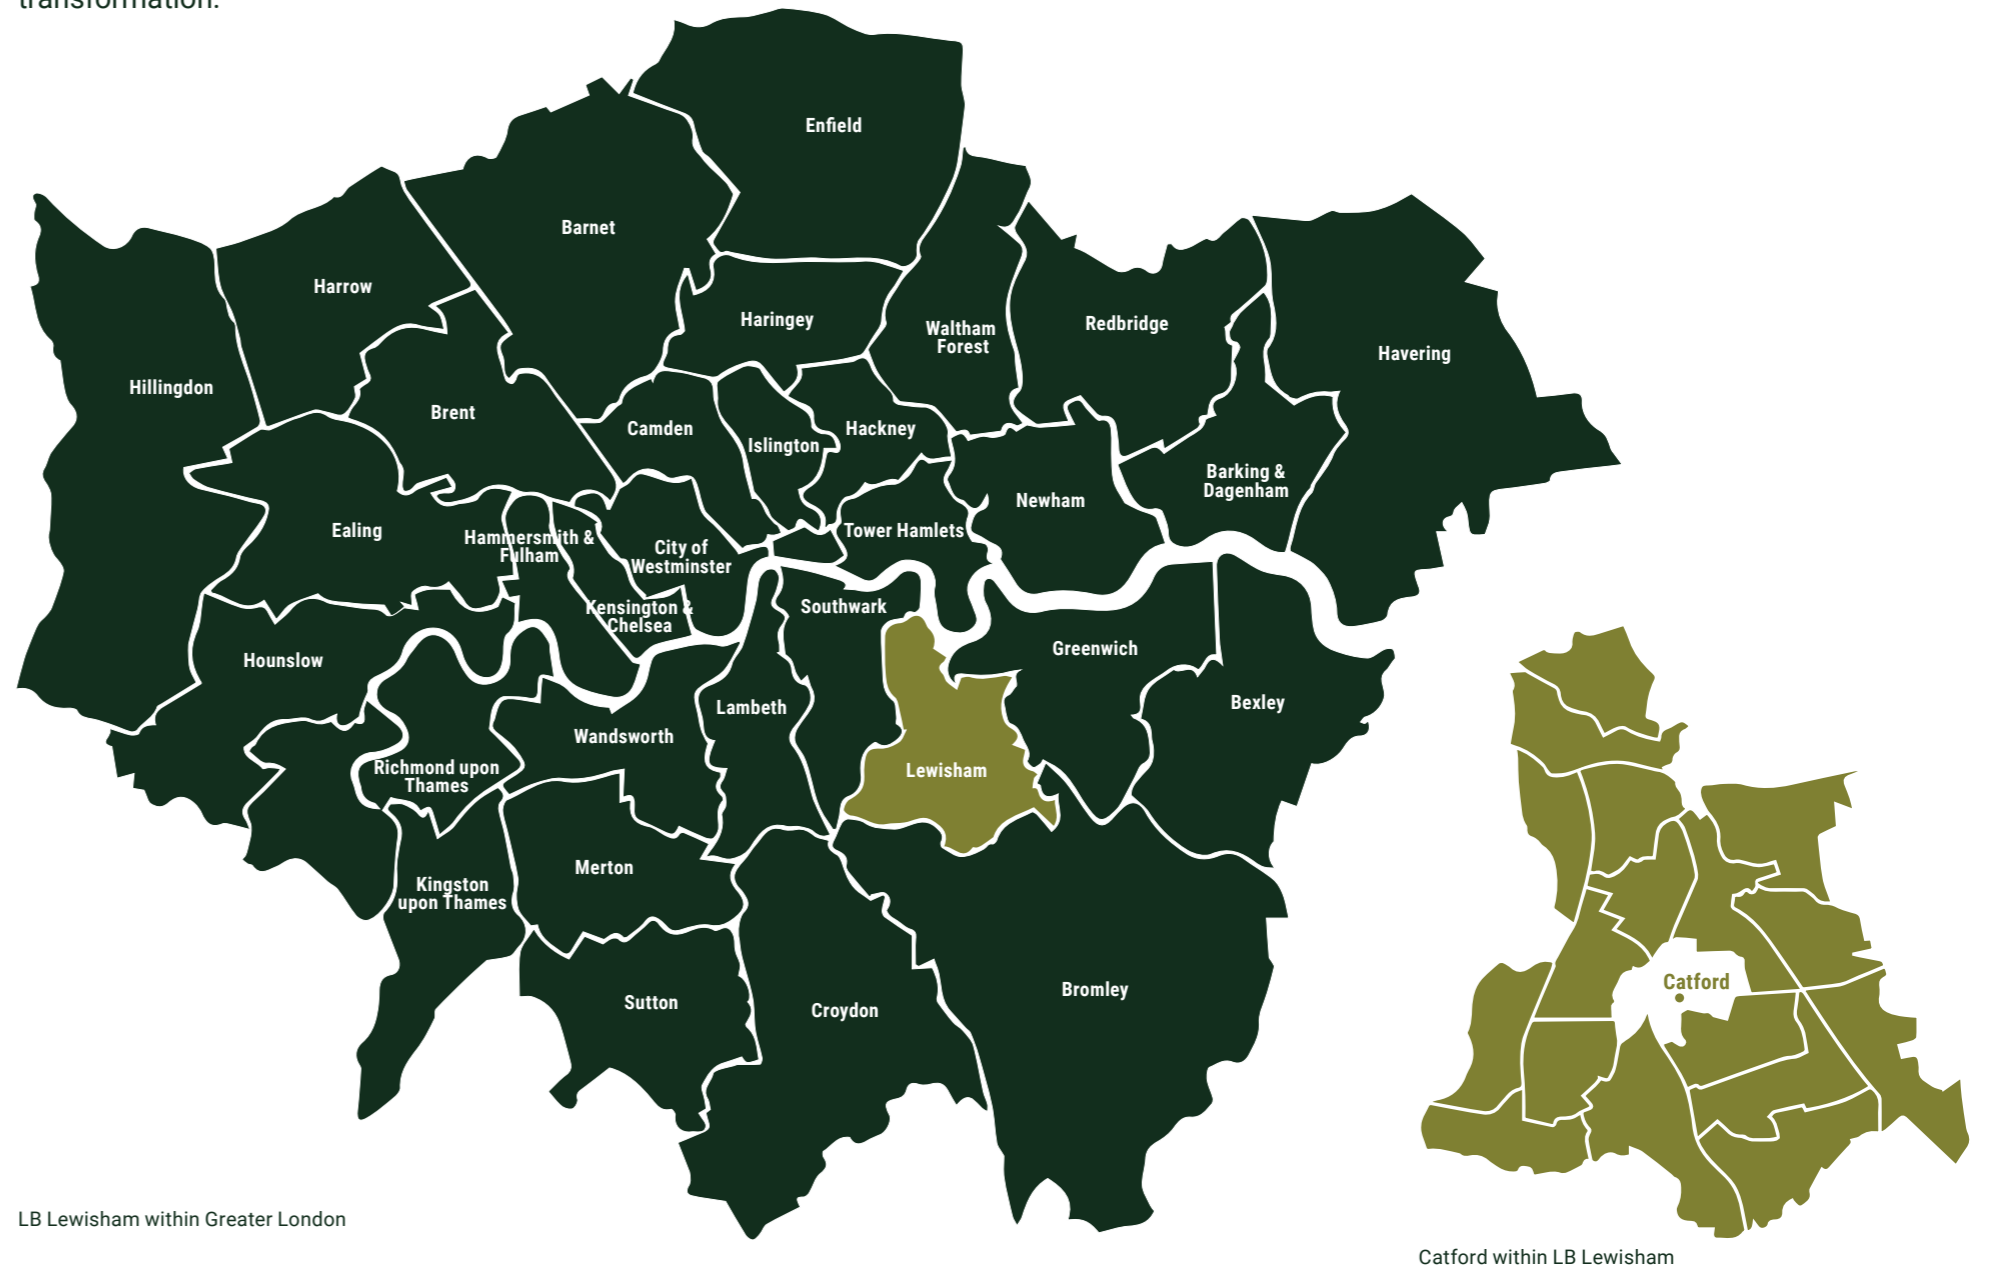 transformation.
Enfield
Barnet
Harrow
Haringey
Waltham
Forest
Redbridge
Havering
Hillingdon
Brent
Camden
Islington
Hackney
Newham
Barking &
Dagenham
Ealing
Hammersmith &
Fulham
City of
Westminster
Tower Hamlets
Kensington &
Chelsea
Southwark
Greenwich
Hounslow
Lambeth
Bexley
Wandsworth
Richmond upon
Thames
Lewisham
Merton
Kingston
upon Thames
Sutton
Croydon
Bromley
Catford
LB Lewisham within Greater London
Catford within LB Lewisham